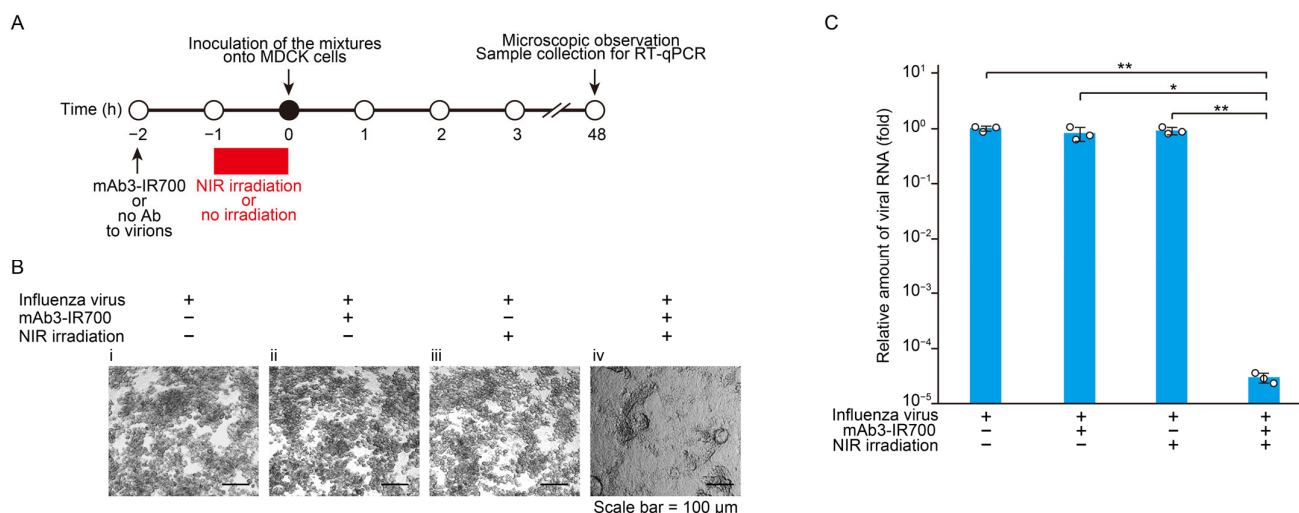 A
Inoculation of the mixtures
onto MDCK cells
Microscopic observation
Sample collection for RT-qPCR
Time (h)
−2 −1 0 1 2 3 48
mAb3-IR700
or
no Ab
to virions
NIR irradiation
or
no irradiation
B
Influenza virus + + + +
mAb3-IR700 − + − +
NIR irradiation − − + +
i ii iii iv
Scale bar = 100 μm
C
Relative amount of viral RNA (fold)
**
*
**
10¹
10⁰
10⁻¹
10⁻²
10⁻³
10⁻⁴
10⁻⁵
Influenza virus + + + +
mAb3-IR700 − + − +
NIR irradiation − − + +